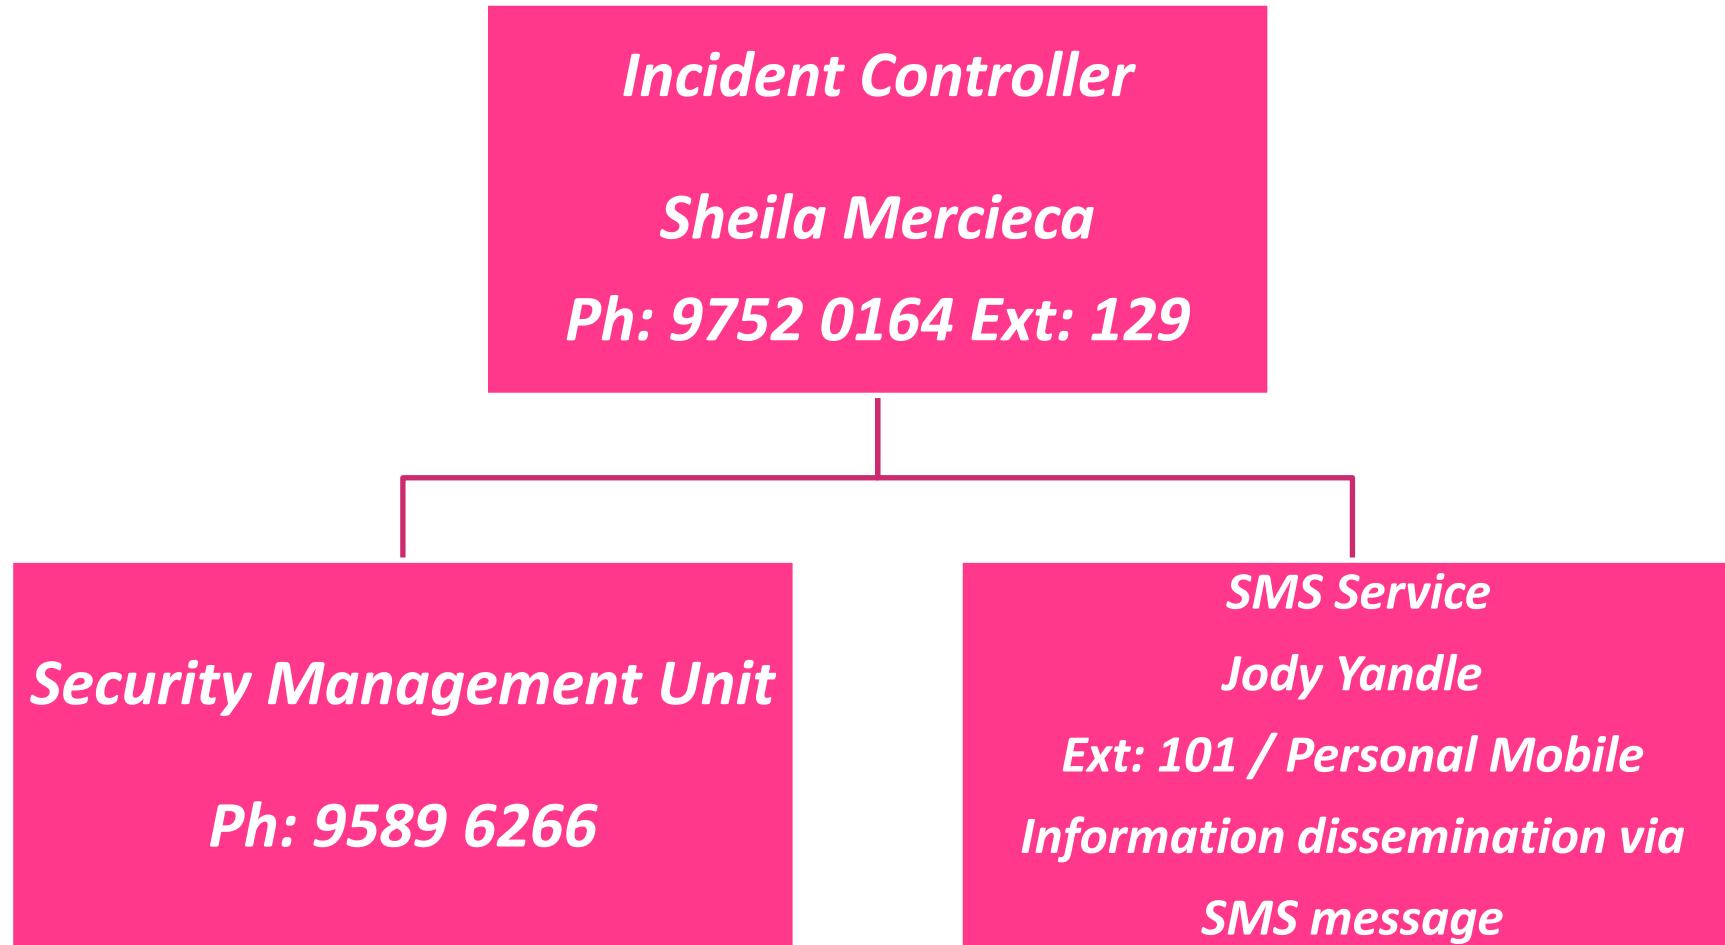 Incident Controller
Sheila Mercieca
Ph: 9752 0164 Ext: 129
Security Management Unit
Ph: 9589 6266
SMS Service
Jody Yandle
Ext: 101 / Personal Mobile
Information dissemination via
SMS message